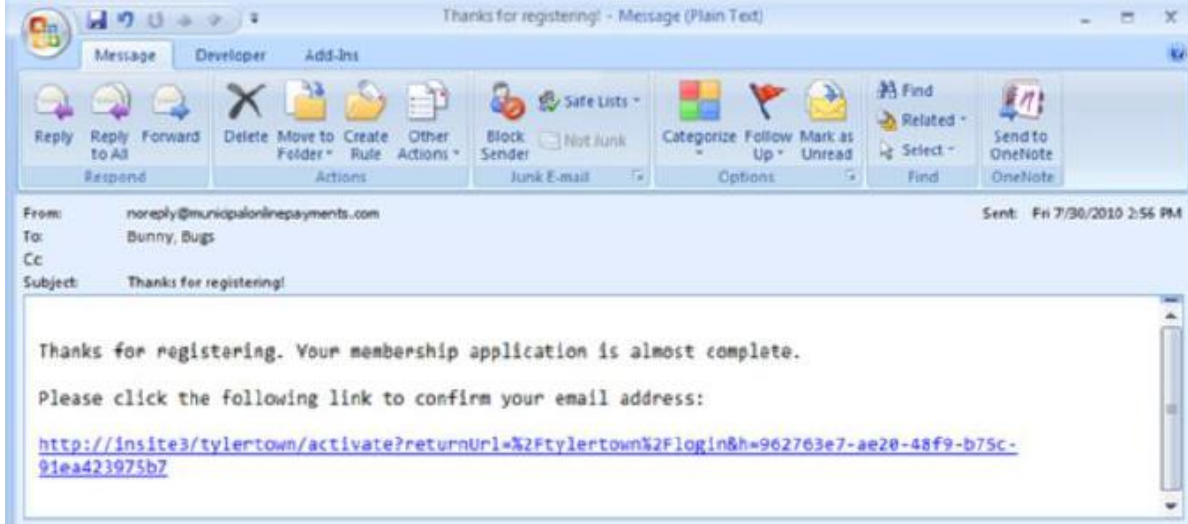 Thanks for registering! - Message (Plain Text)
Message Developer Add-Ins
Reply Reply to All Forward
Respond
Delete Move to Folder Create Rule Other Actions
Actions
Block Sender Safe Lists Not Junk
Junk E-mail
Categorize Follow Up Mark as Unread
Options
Find
Related
Select
Find
Send to OneNote
OneNote
From: noreply@municipalonlinepayments.com Sent: Fri 7/30/2010 2:56 PM
To: Bunny, Bugs
Cc
Subject: Thanks for registering!
Thanks for registering. Your membership application is almost complete.
Please click the following link to confirm your email address:
http://insite3/tylertown/activate?returnUrl=%2Ftylertown%2Flogin&h=962763e7-ae20-48f9-b75c-
91ea423975b7